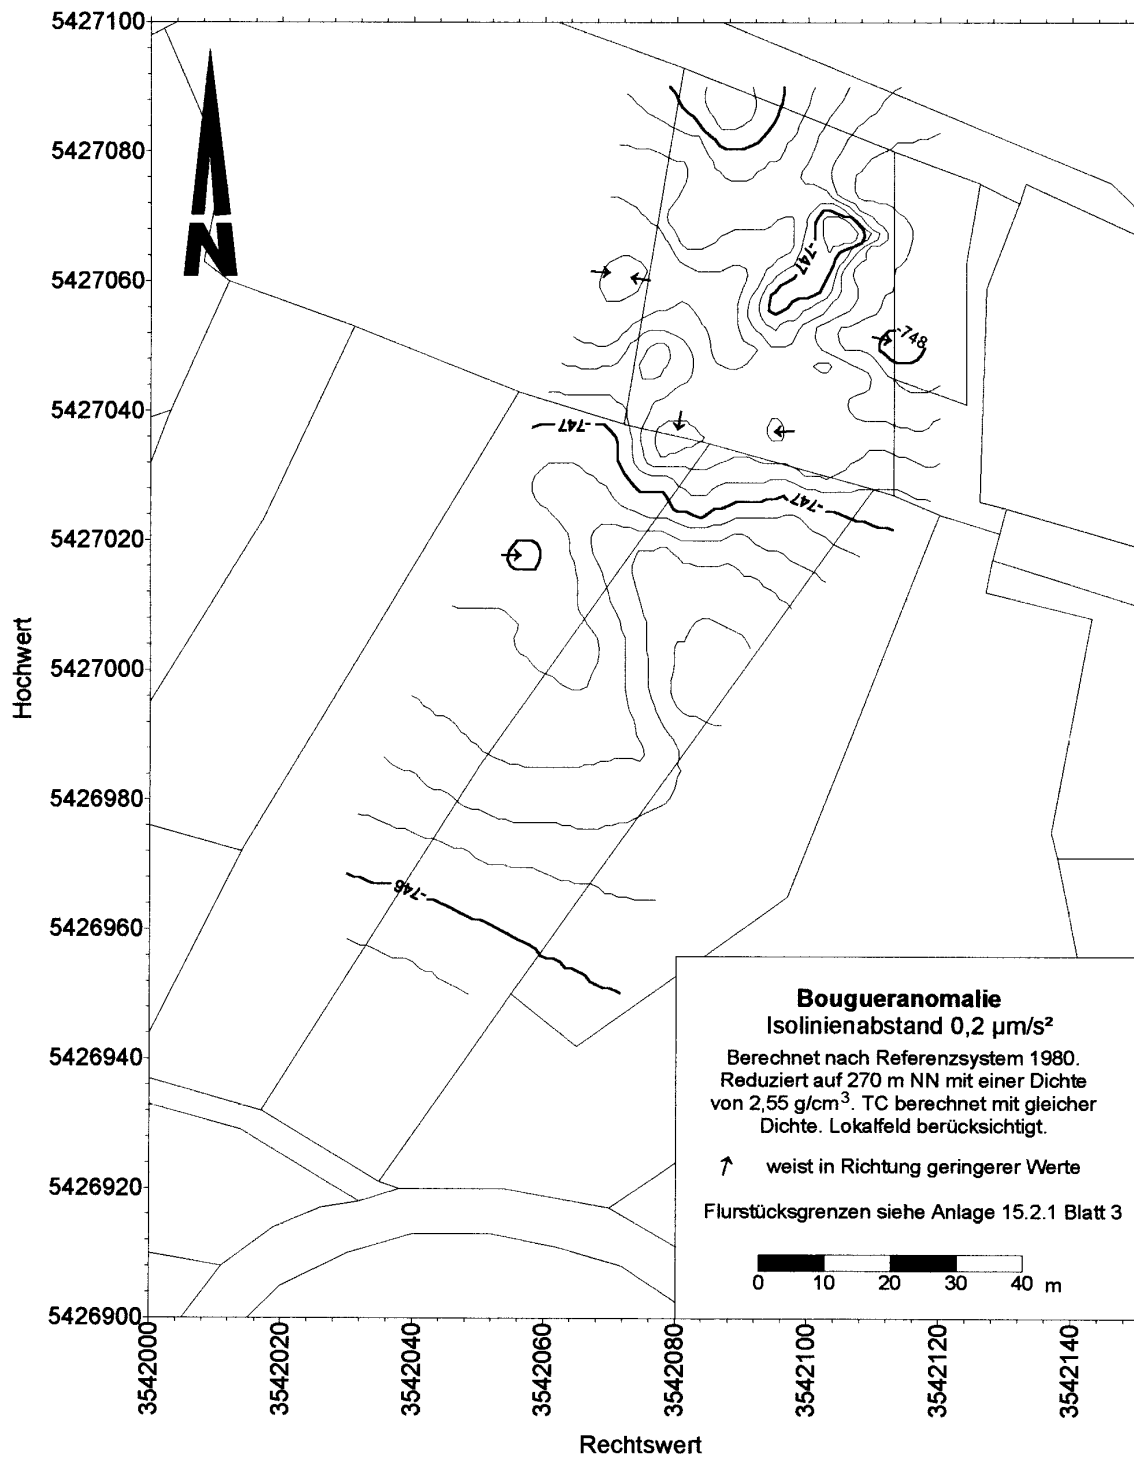 5427100
5427080
5427060
5427040
5427020
5427000
5426980
5426960
5426940
5426920
5426900
Hochwert
N
-747
-748
-747
-747
-746
Bougueranomalie
Isolinienabstand 0,2 µm/s²
Berechnet nach Referenzsystem 1980.
Reduziert auf 270 m NN mit einer Dichte
von 2,55 g/cm³. TC berechnet mit gleicher
Dichte. Lokalfeld berücksichtigt.
weist in Richtung geringerer Werte
Flurstücksgrenzen siehe Anlage 15.2.1 Blatt 3
0 10 20 30 40 m
3542000
3542020
3542040
3542060
3542080
3542100
3542120
3542140
Rechtswert